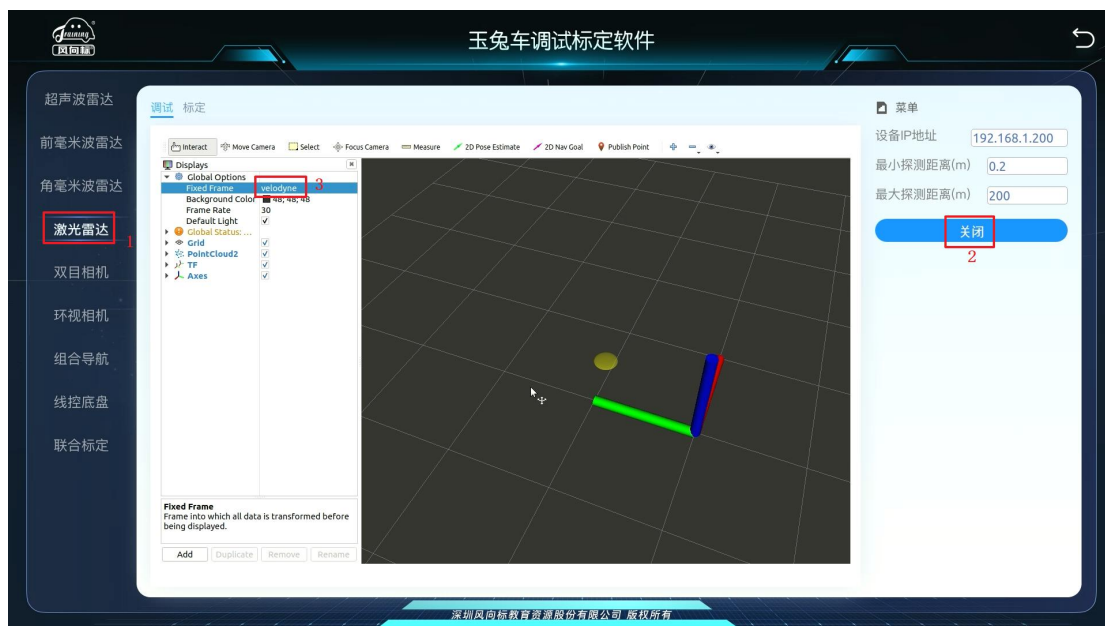 Training
风向标
玉兔车调试标定软件
超声波雷达
前毫米波雷达
角毫米波雷达
激光雷达
1
双目相机
环视相机
组合导航
线控底盘
联合标定
调试 标定
Interact Move Camera Select Focus Camera Measure 2D Pose Estimate 2D Nav Goal Publish Point
Displays
Global Options
Fixed Frame velodyne 3
Background Color 48; 48; 48
Frame Rate 30
Default Light
Global Status: ...
Grid
PointCloud2
TF
Axes
Fixed Frame
Frame into which all data is transformed before
being displayed.
Add Duplicate Remove Rename
菜单
设备IP地址 192.168.1.200
最小探测距离(m) 0.2
最大探测距离(m) 200
关闭
2
深圳风向标教育资源股份有限公司 版权所有